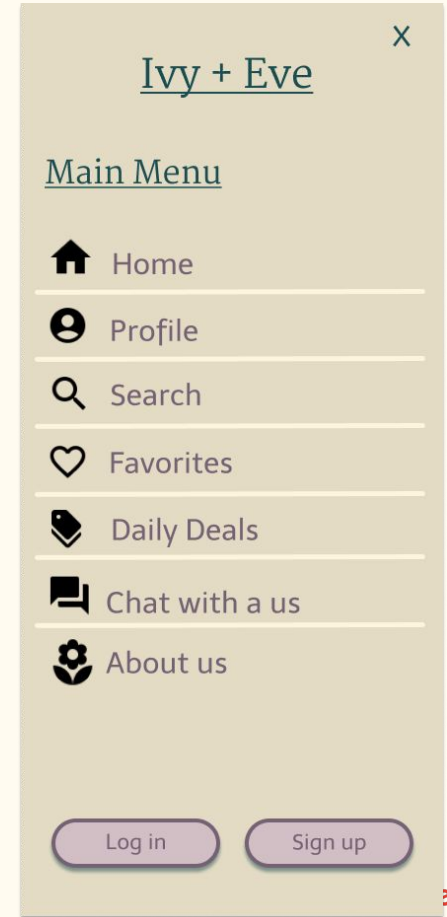 X
Ivy + Eve
Main Menu
Home
Profile
Search
Favorites
Daily Deals
Chat with a us
About us
Log in
Sign up